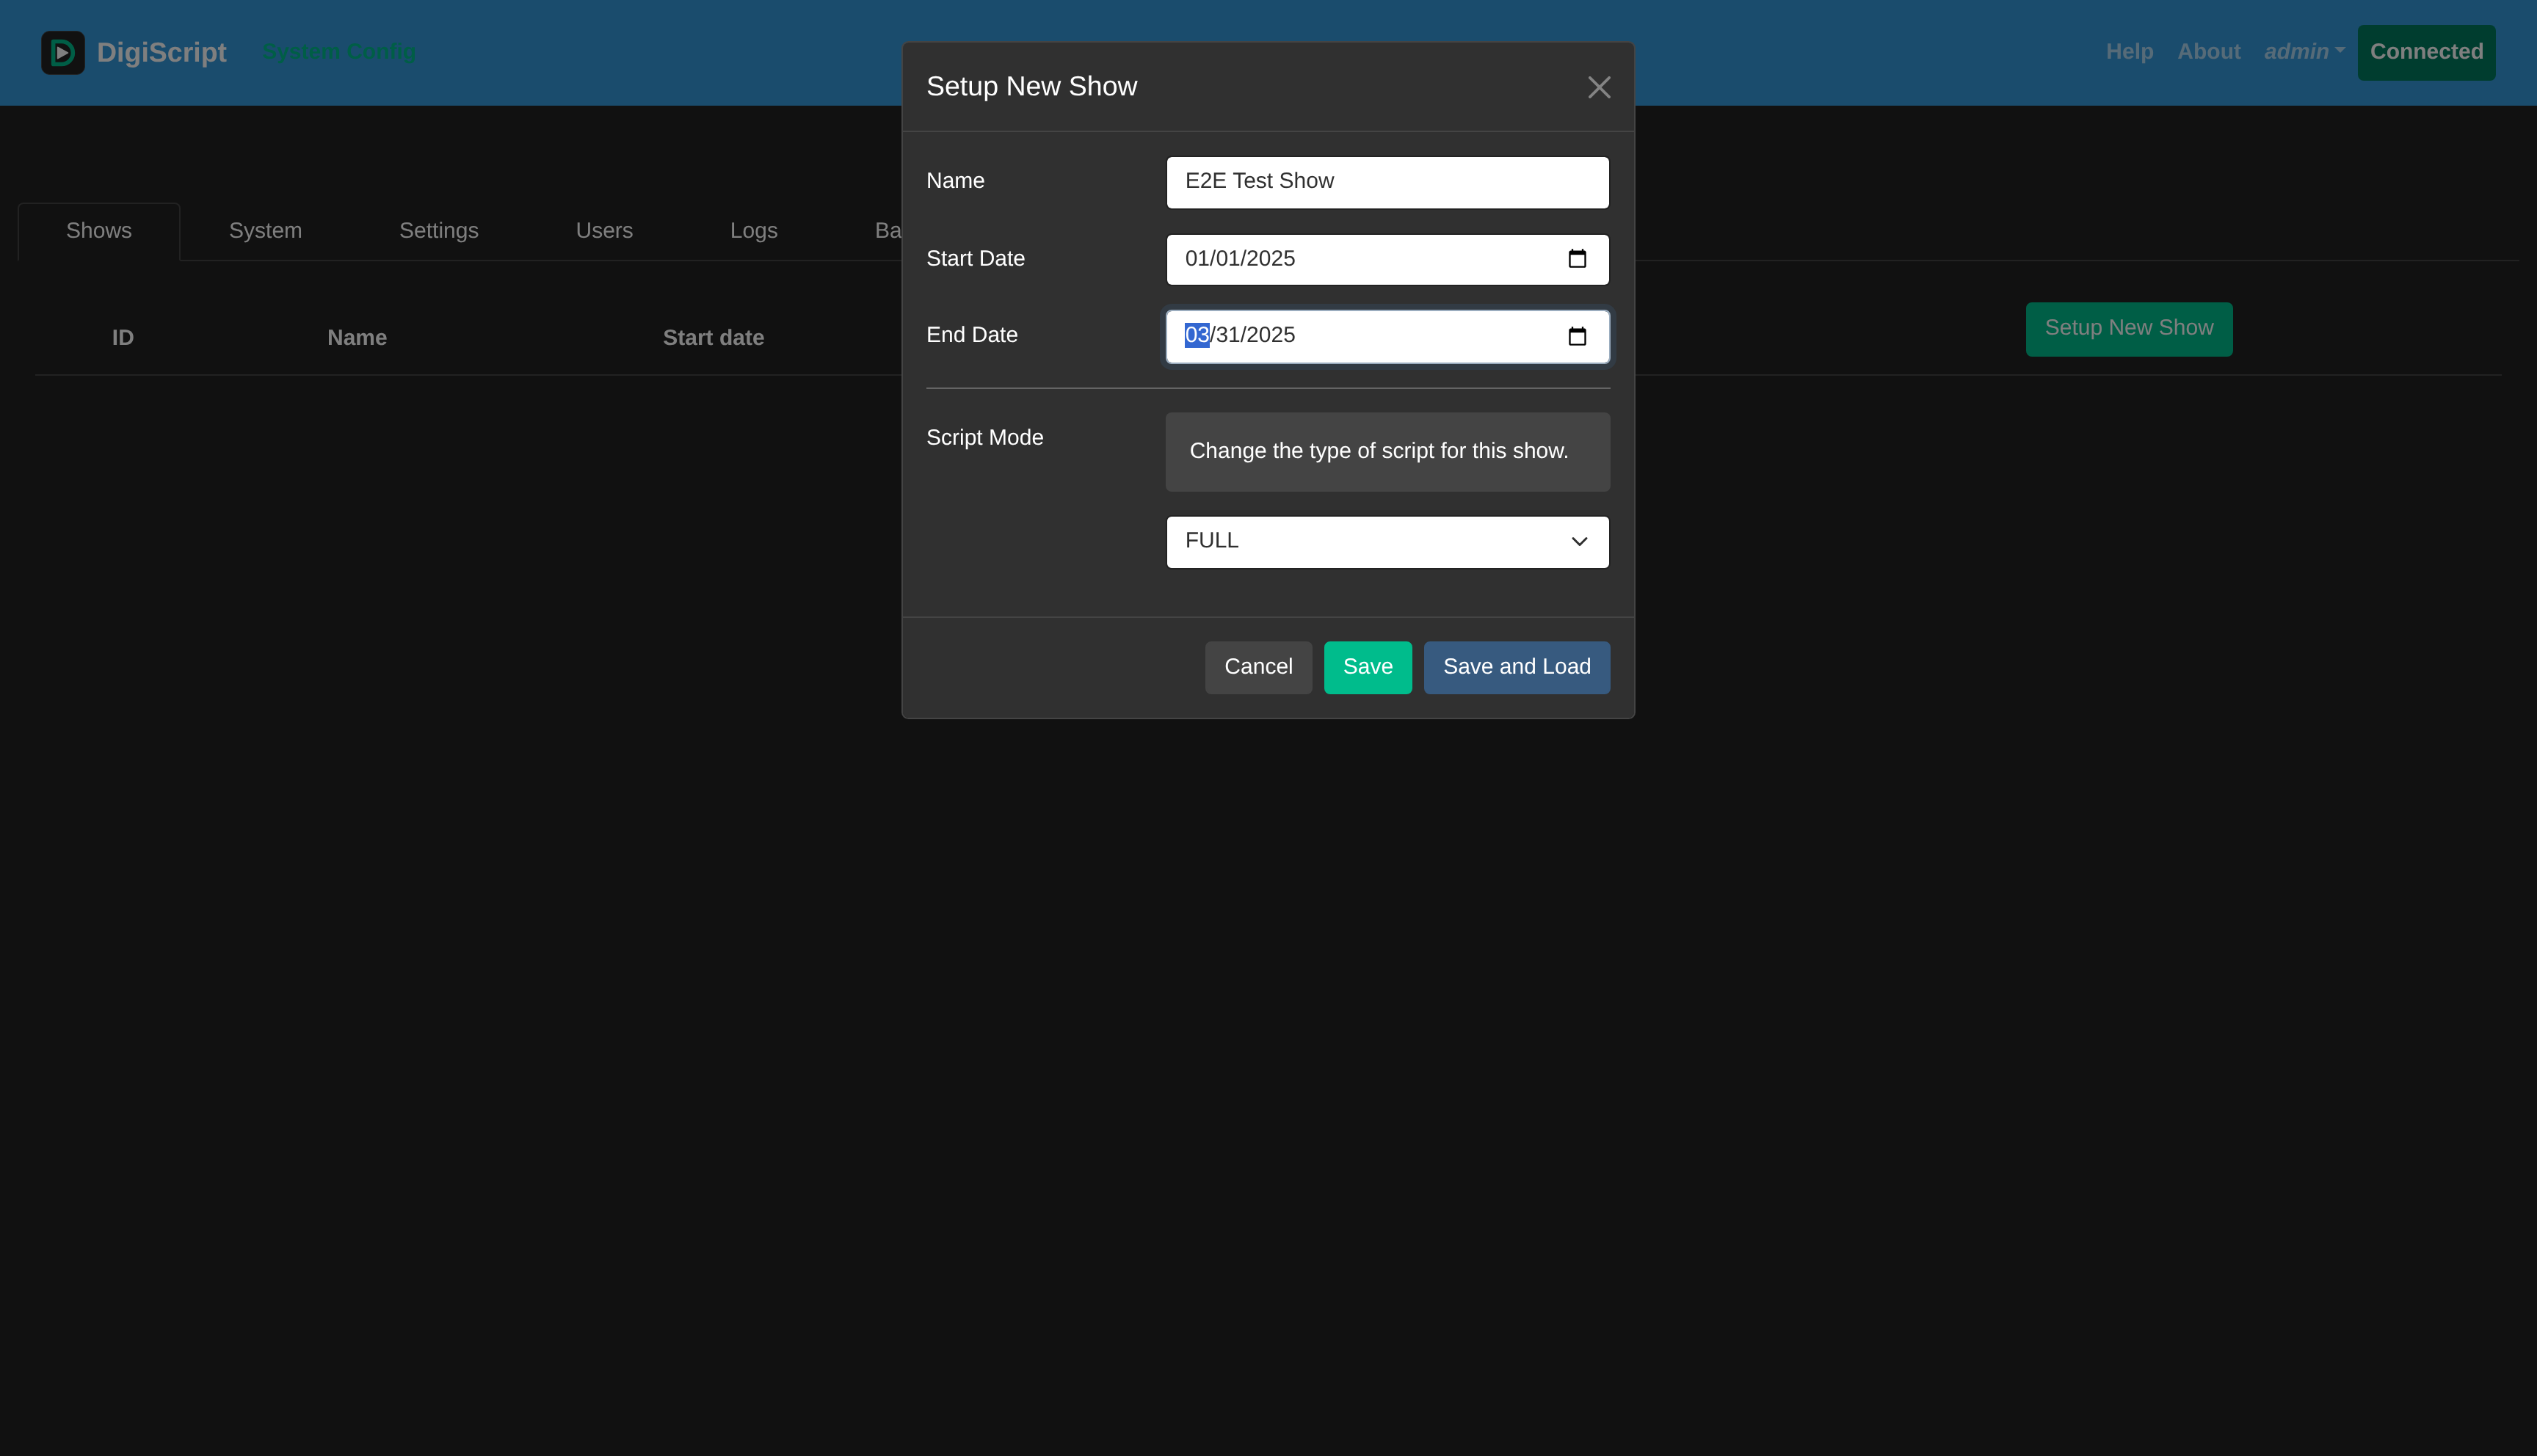 DigiScript System Config Help About admin Connected
Setup New Show
Name E2E Test Show
Shows System Settings Users Logs Ba
Start Date 01/01/2025
ID Name Start date Setup New Show
End Date 03/31/2025
Script Mode Change the type of script for this show.
FULL
Cancel Save Save and Load